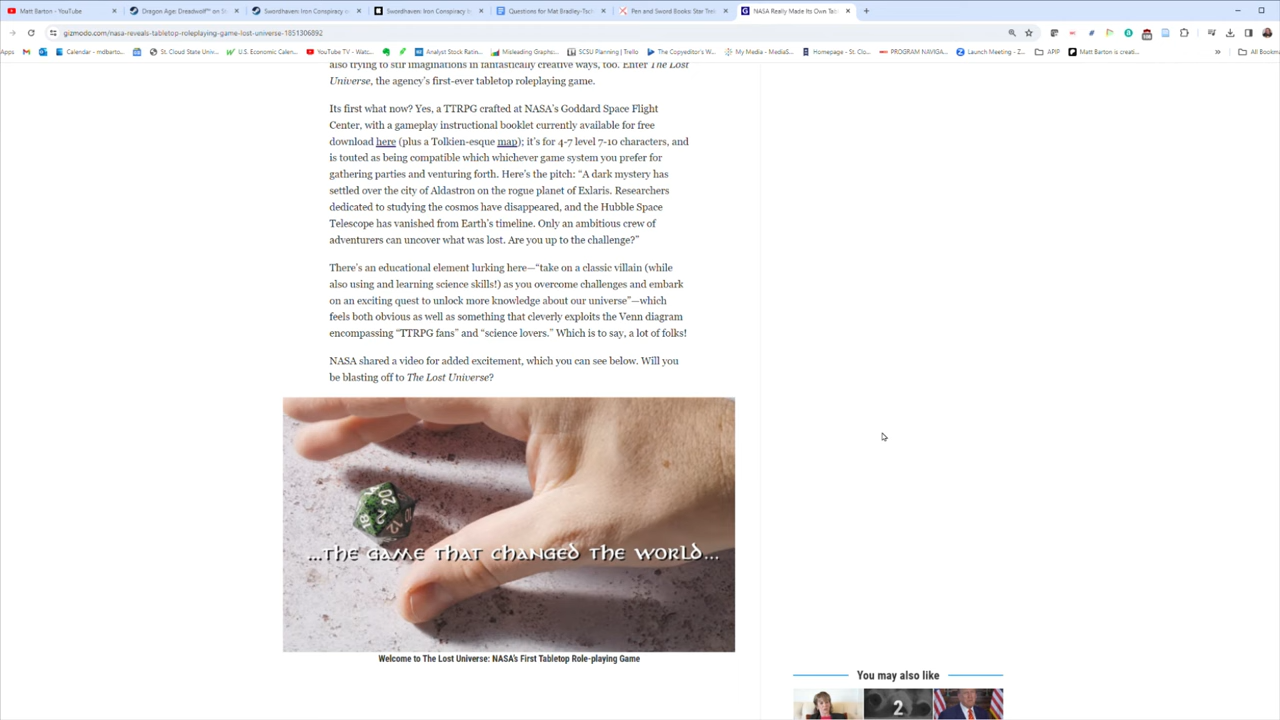 Matt Barton - YouTube
Dragon Age: Dreadwolf™ on St
Swordhaven: Iron Conspiracy o
Swordhaven: Iron Conspiracy b
Questions for Mat Bradley-Tsch
Pen and Sword Books: Star Trek
NASA Really Made Its Own Tab
gizmodo.com/nasa-reveals-tabletop-roleplaying-game-lost-universe-1851306892
Apps
Calendar - mdbarto...
St. Cloud State Univ...
U.S. Economic Calen...
YouTube TV - Watc...
Analyst Stock Ratin...
Misleading Graphs:...
SCSU Planning | Trello
The Copyeditor's W...
My Media - MediaS...
Homepage - St. Clo...
PROGRAM NAVIGA...
Launch Meeting - Z...
APIP
Matt Barton is creati...
All Bookma
also trying to stir imaginations in fantastically creative ways, too. Enter The Lost
Universe, the agency's first-ever tabletop roleplaying game.
Its first what now? Yes, a TTRPG crafted at NASA's Goddard Space Flight
Center, with a gameplay instructional booklet currently available for free
download here (plus a Tolkien-esque map); it's for 4-7 level 7-10 characters, and
is touted as being compatible which whichever game system you prefer for
gathering parties and venturing forth. Here's the pitch: “A dark mystery has
settled over the city of Aldastron on the rogue planet of Exlaris. Researchers
dedicated to studying the cosmos have disappeared, and the Hubble Space
Telescope has vanished from Earth's timeline. Only an ambitious crew of
adventurers can uncover what was lost. Are you up to the challenge?”
There's an educational element lurking here—“take on a classic villain (while
also using and learning science skills!) as you overcome challenges and embark
on an exciting quest to unlock more knowledge about our universe”—which
feels both obvious as well as something that cleverly exploits the Venn diagram
encompassing “TTRPG fans” and “science lovers.” Which is to say, a lot of folks!
NASA shared a video for added excitement, which you can see below. Will you
be blasting off to The Lost Universe?
20
18
2
12
...THE GAME THAT CHANGED THE WORLD...
Welcome to The Lost Universe: NASA's First Tabletop Role-playing Game
You may also like
2